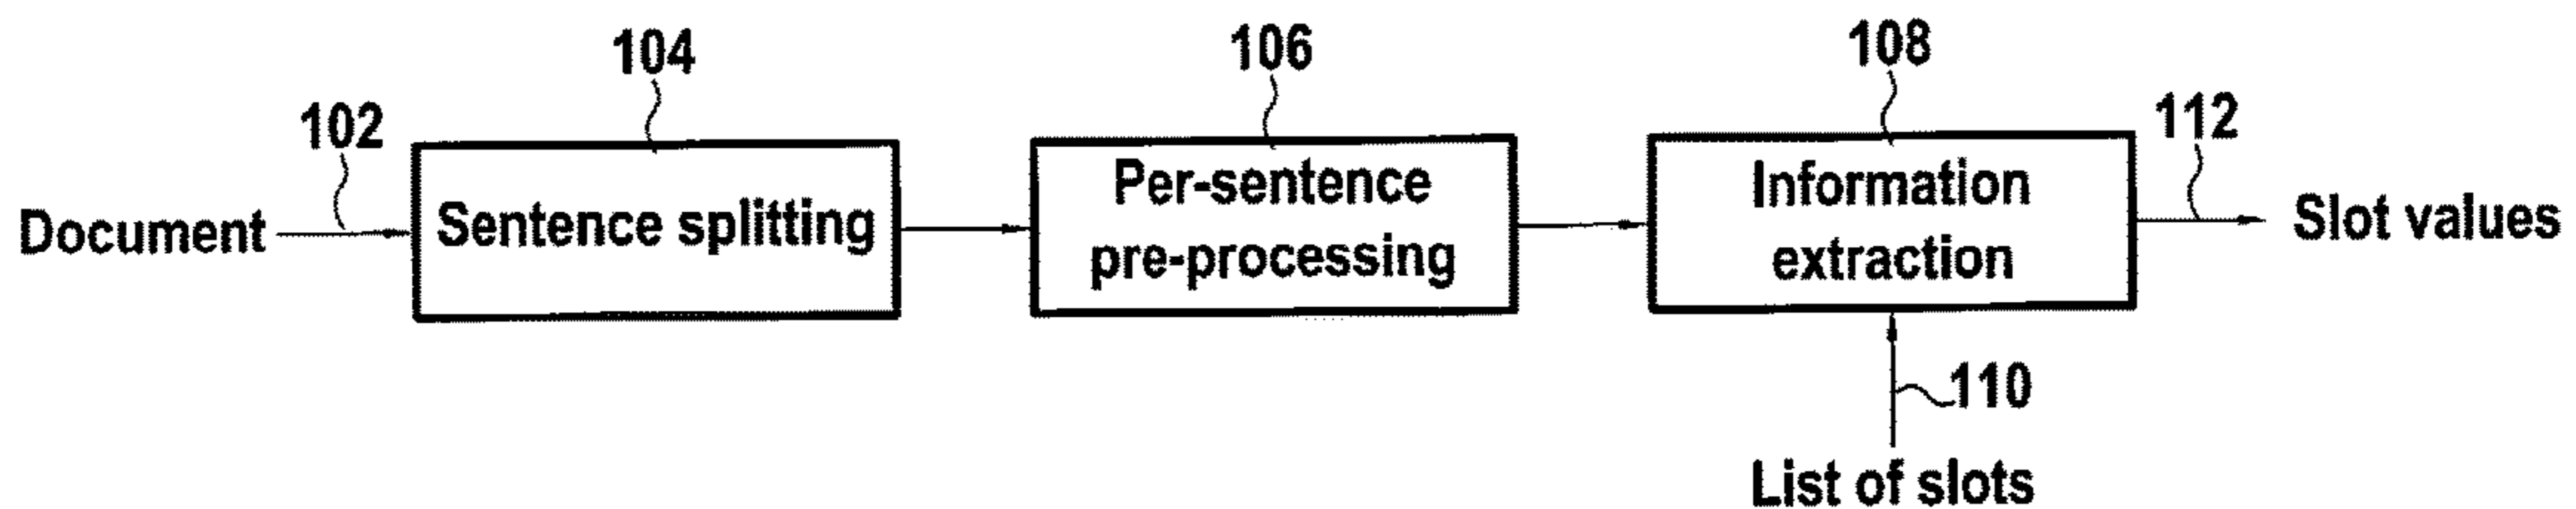 104
106
108
102
112
Document
Sentence splitting
Per-sentence
pre-processing
Information
extraction
Slot values
110
List of slots